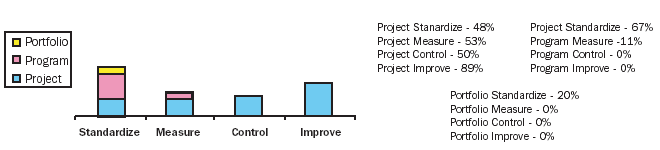 Portfolio
Program
Project
Standardize
Measure
Control
Improve
Project Stanardize - 48%
Project Measure - 53%
Project Control - 50%
Project Improve - 89%
Project Standardize - 67%
Program Measure -11%
Program Control - 0%
Program Improve - 0%
Portfolio Standardize - 20%
Portfolio Measure - 0%
Portfolio Control - 0%
Portfolio Improve - 0%